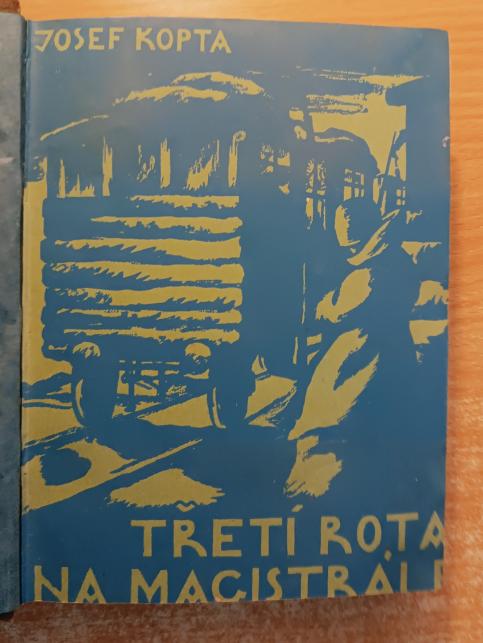 JOSEF KOPTA
TŘETÍ ROTA
NA MAGISTRÁLE